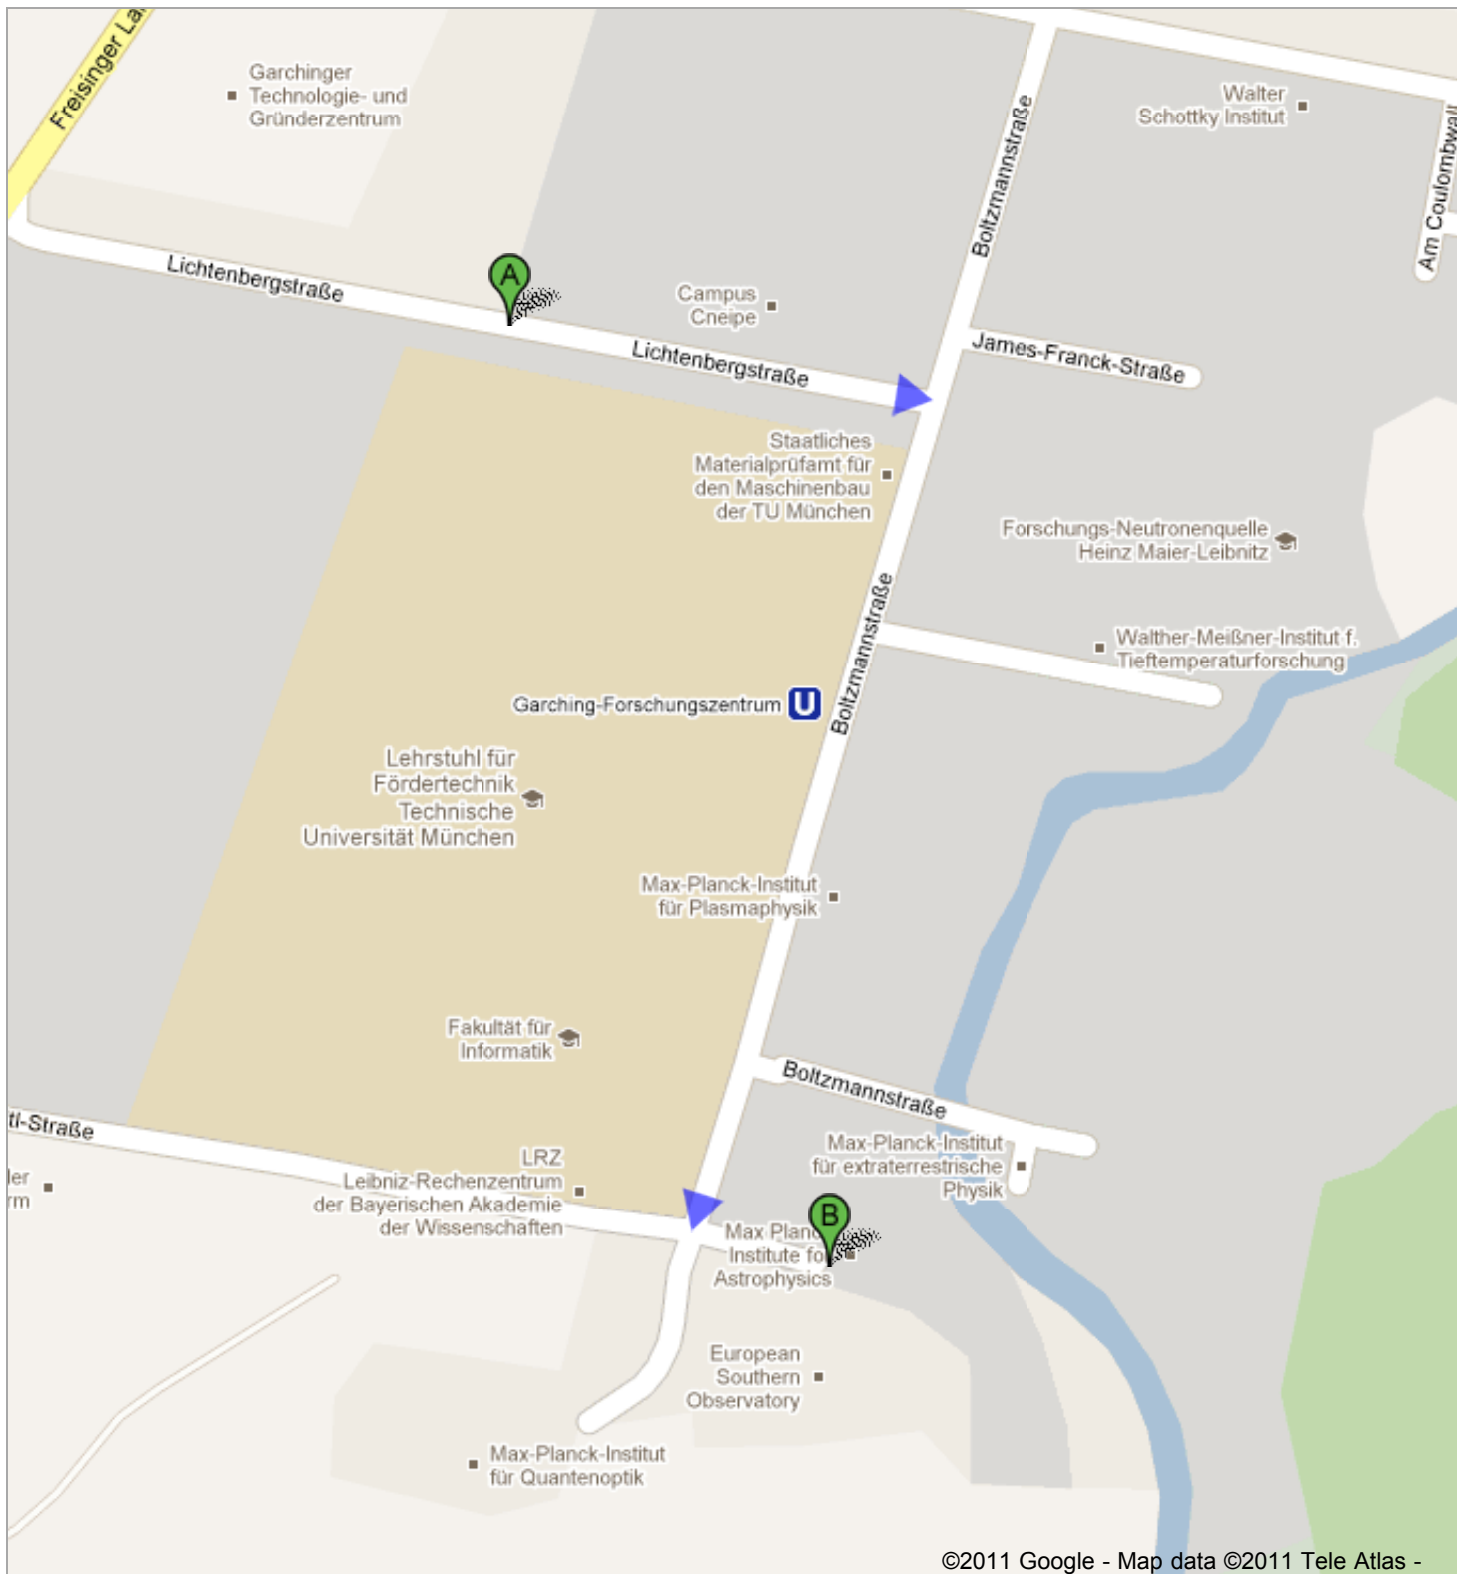 Freisinger La
Garchinger
Technologie- und
Gründerzentrum
Walter
Schottky Institut
Am Coulombwall
Boltzmannstraße
Lichtenbergstraße
A
Campus
Cneipe
Lichtenbergstraße
James-Franck-Straße
Staatliches
Materialprüfamt für
den Maschinenbau
der TU München
Forschungs-Neutronenquelle
Heinz Maier-Leibnitz
Boltzmannstraße
Walther-Meißner-Institut f.
Tieftemperaturforschung
Garching-Forschungszentrum
U
Lehrstuhl für
Fördertechnik
Technische
Universität München
Max-Planck-Institut
für Plasmaphysik
Fakultät für
Informatik
Boltzmannstraße
tl-Straße
ler
rm
LRZ
Leibniz-Rechenzentrum
der Bayerischen Akademie
der Wissenschaften
Max-Planck-Institut
für extraterrestrische
Physik
B
Max Planc
Institute fo
Astrophysics
European
Southern
Observatory
Max-Planck-Institut
für Quantenoptik
©2011 Google - Map data ©2011 Tele Atlas -